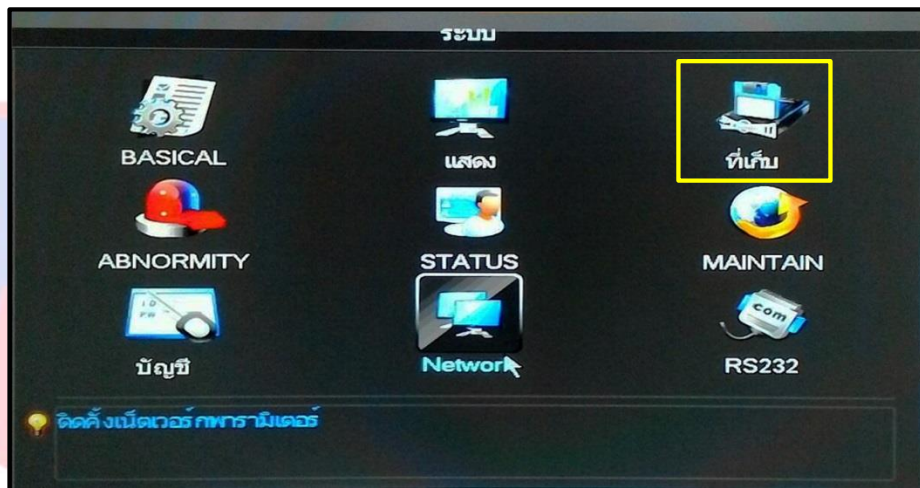 ระบบ
BASICAL
แสดง
ที่เก็บ
ABNORMITY
STATUS
MAINTAIN
บัญชี
Network
RS232
ติดตั้งเน็ตเวอร์กพารามิเตอร์